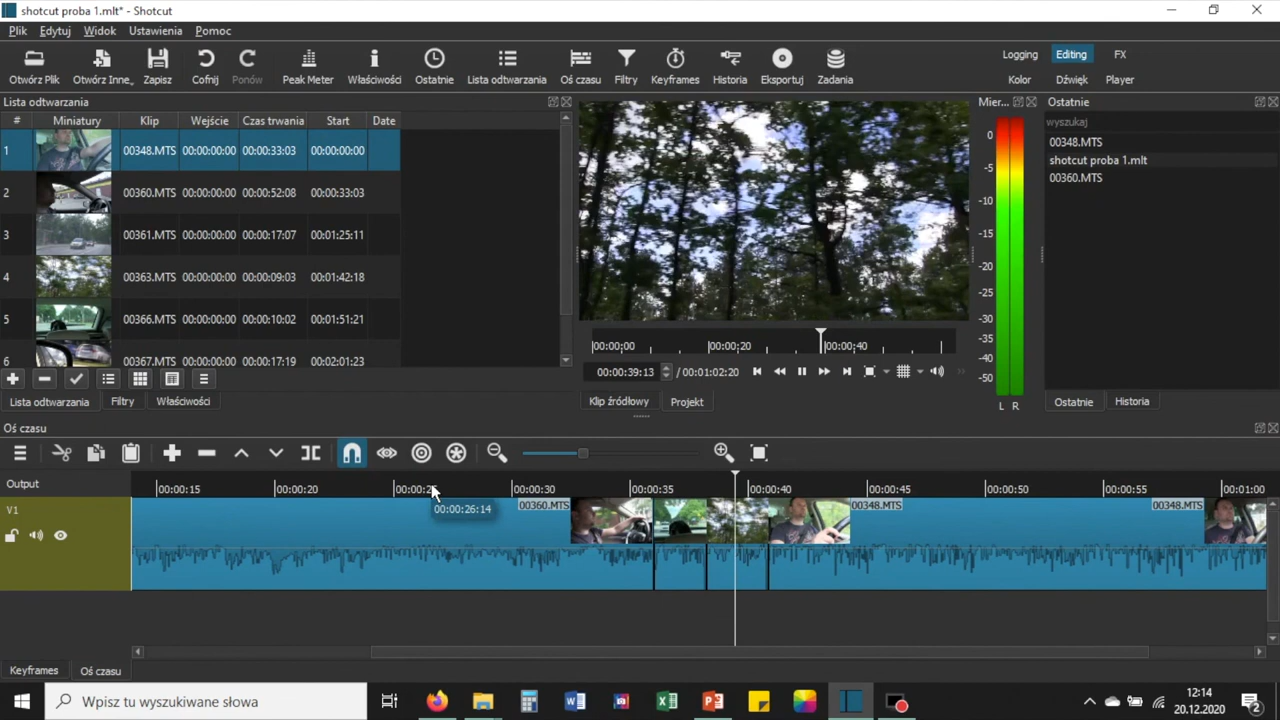 shotcut proba 1.mlt* - Shotcut
Plik Edytuj Widok Ustawienia Pomoc
Otwórz Plik Otwórz Inne.. Zapisz Cofnij Ponów Peak Meter Właściwości Ostatnie Lista odtwarzania Oś czasu Filtry Keyframes Historia Eksportuj Zadania
Logging Editing FX
Kolor Dźwięk Player
Lista odtwarzania
# Miniatury Klip Wejście Czas trwania Start Date
1 00348.MTS 00:00:00:00 00:00:33:03 00:00:00:00
2 00360.MTS 00:00:00:00 00:00:52:08 00:00:33:03
3 00361.MTS 00:00:00:00 00:00:17:07 00:01:25:11
4 00363.MTS 00:00:00:00 00:00:09:03 00:01:42:18
5 00366.MTS 00:00:00:00 00:00:10:02 00:01:51:21
6 00367.MTS 00:00:00:00 00:00:17:19 00:02:01:23
Lista odtwarzania Filtry Właściwości
00:00:00 00:00:20 00:00:40
00:00:39:13 / 00:01:02:20
Klip źródłowy Projekt
Mier...
0
-5
-10
-15
-20
-25
-30
-35
-40
-50
L R
Ostatnie
wyszukaj
00348.MTS
shotcut proba 1.mlt
00360.MTS
Ostatnie Historia
Oś czasu
Output
00:00:15 00:00:20 00:00:30 00:00:35 00:00:40 00:00:45 00:00:50 00:00:55 00:01:00
00:00:26:14
V1
00360.MTS 00348.MTS 00348.MTS
Keyframes Oś czasu
Wpisz tu wyszukiwane słowa
12:14
20.12.2020
2